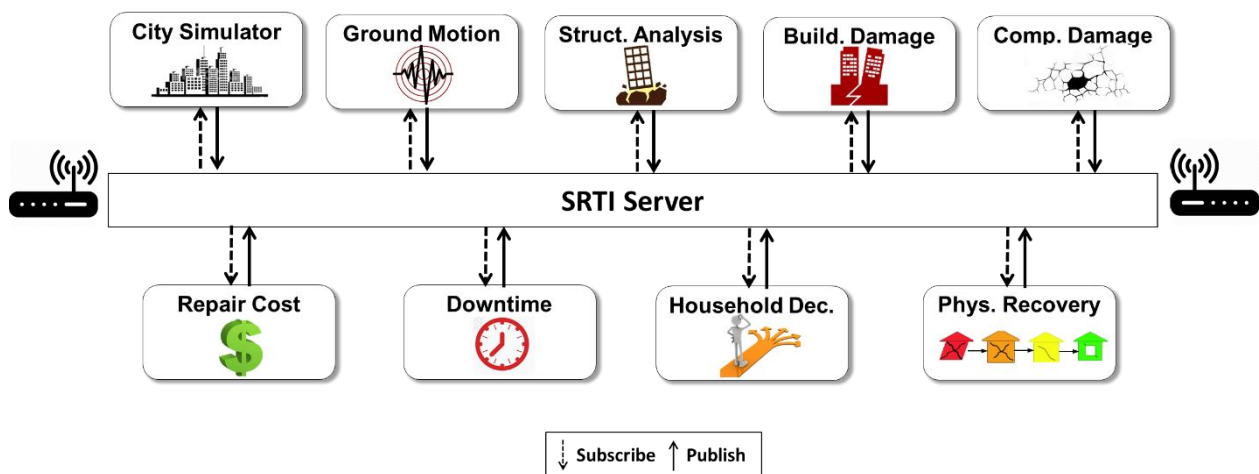 City Simulator
Ground Motion
Struct. Analysis
Build. Damage
Comp. Damage
SRTI Server
Repair Cost
Downtime
Household Dec.
Phys. Recovery
Subscribe
Publish